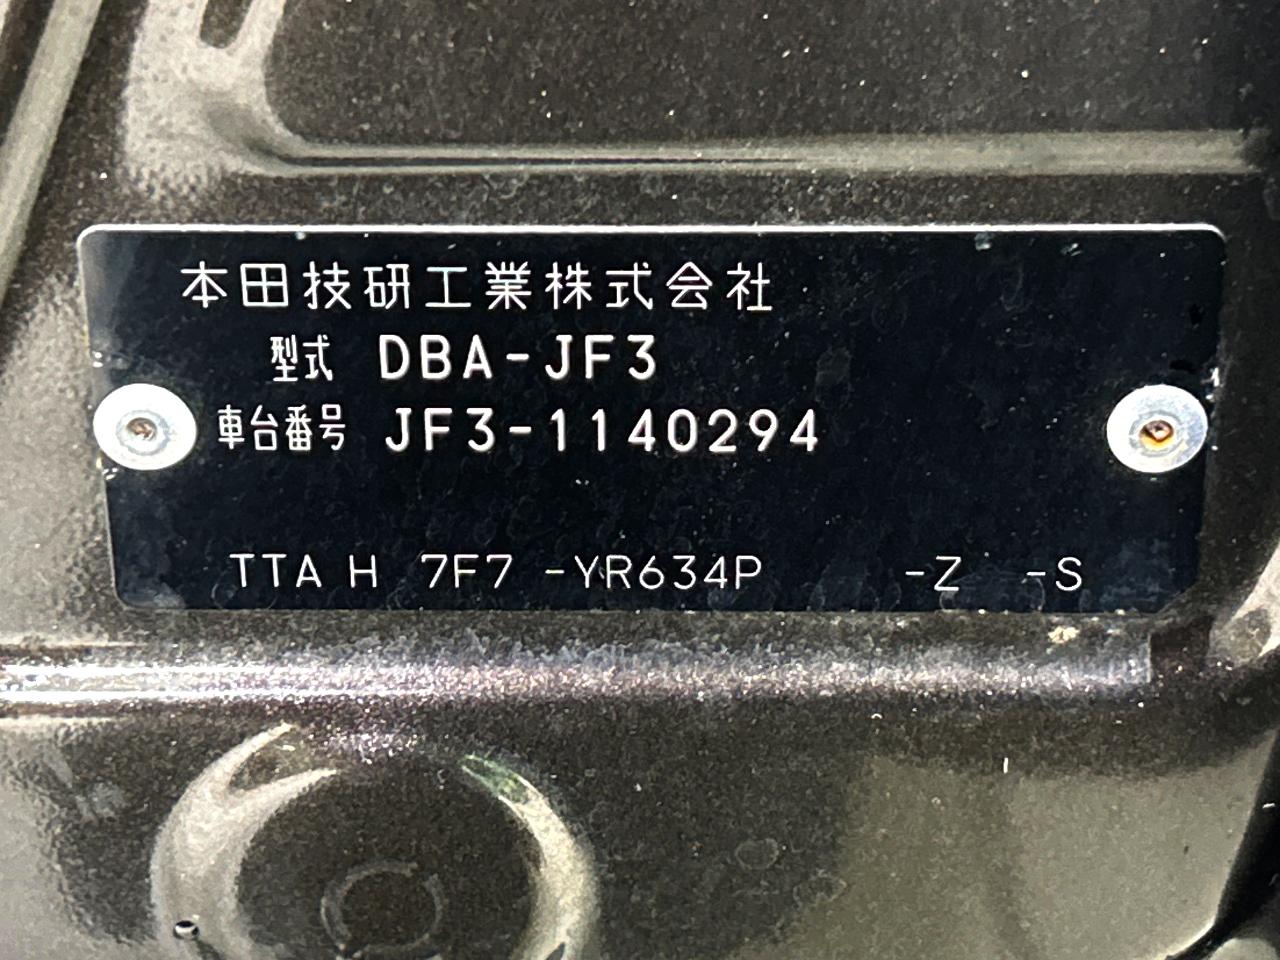 本田技研工業株式会社
型式 DBA-JF3
車台番号 JF3-1140294
TTA H 7F7 -YR634P -Z -S